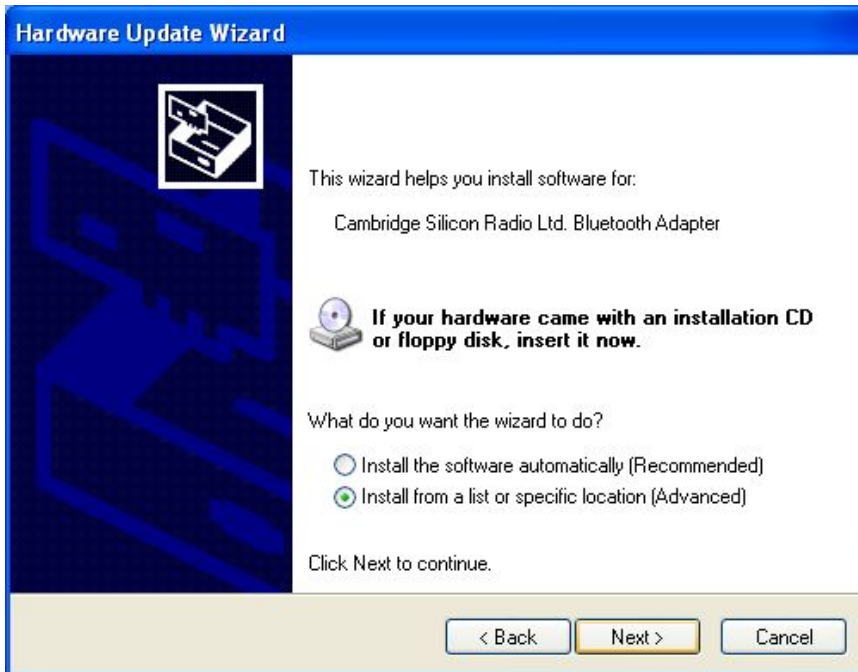 Hardware Update Wizard
This wizard helps you install software for:
Cambridge Silicon Radio Ltd. Bluetooth Adapter
If your hardware came with an installation CD
or floppy disk, insert it now.
What do you want the wizard to do?
Install the software automatically (Recommended)
Install from a list or specific location (Advanced)
Click Next to continue.
< Back
Next >
Cancel